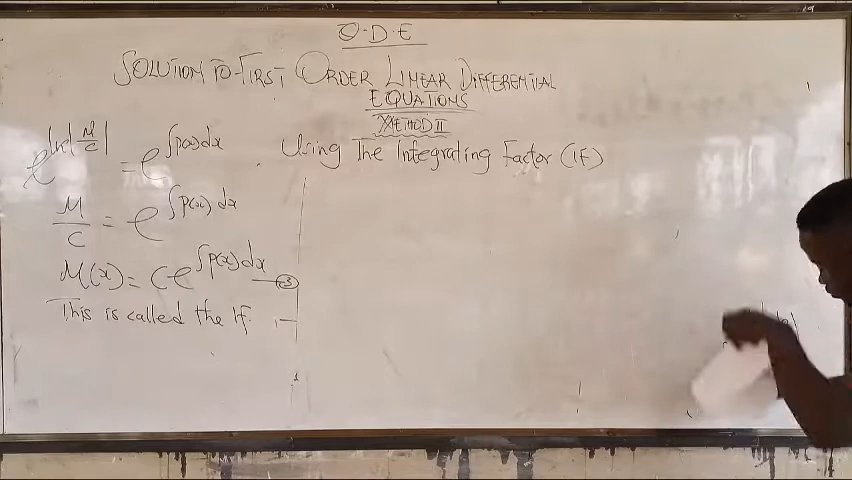 O.D.E
SOLUTION TO FIRST ORDER LINEAR DIFFERENTIAL
EQUATIONS
METHOD II
Using The Integrating Factor (IF)
e^{ln|M/C|} = e^{∫p(x)dx}
M/C = e^{∫p(x)dx}
M(x) = Ce^{∫p(x)dx} — ③
This is called the If.